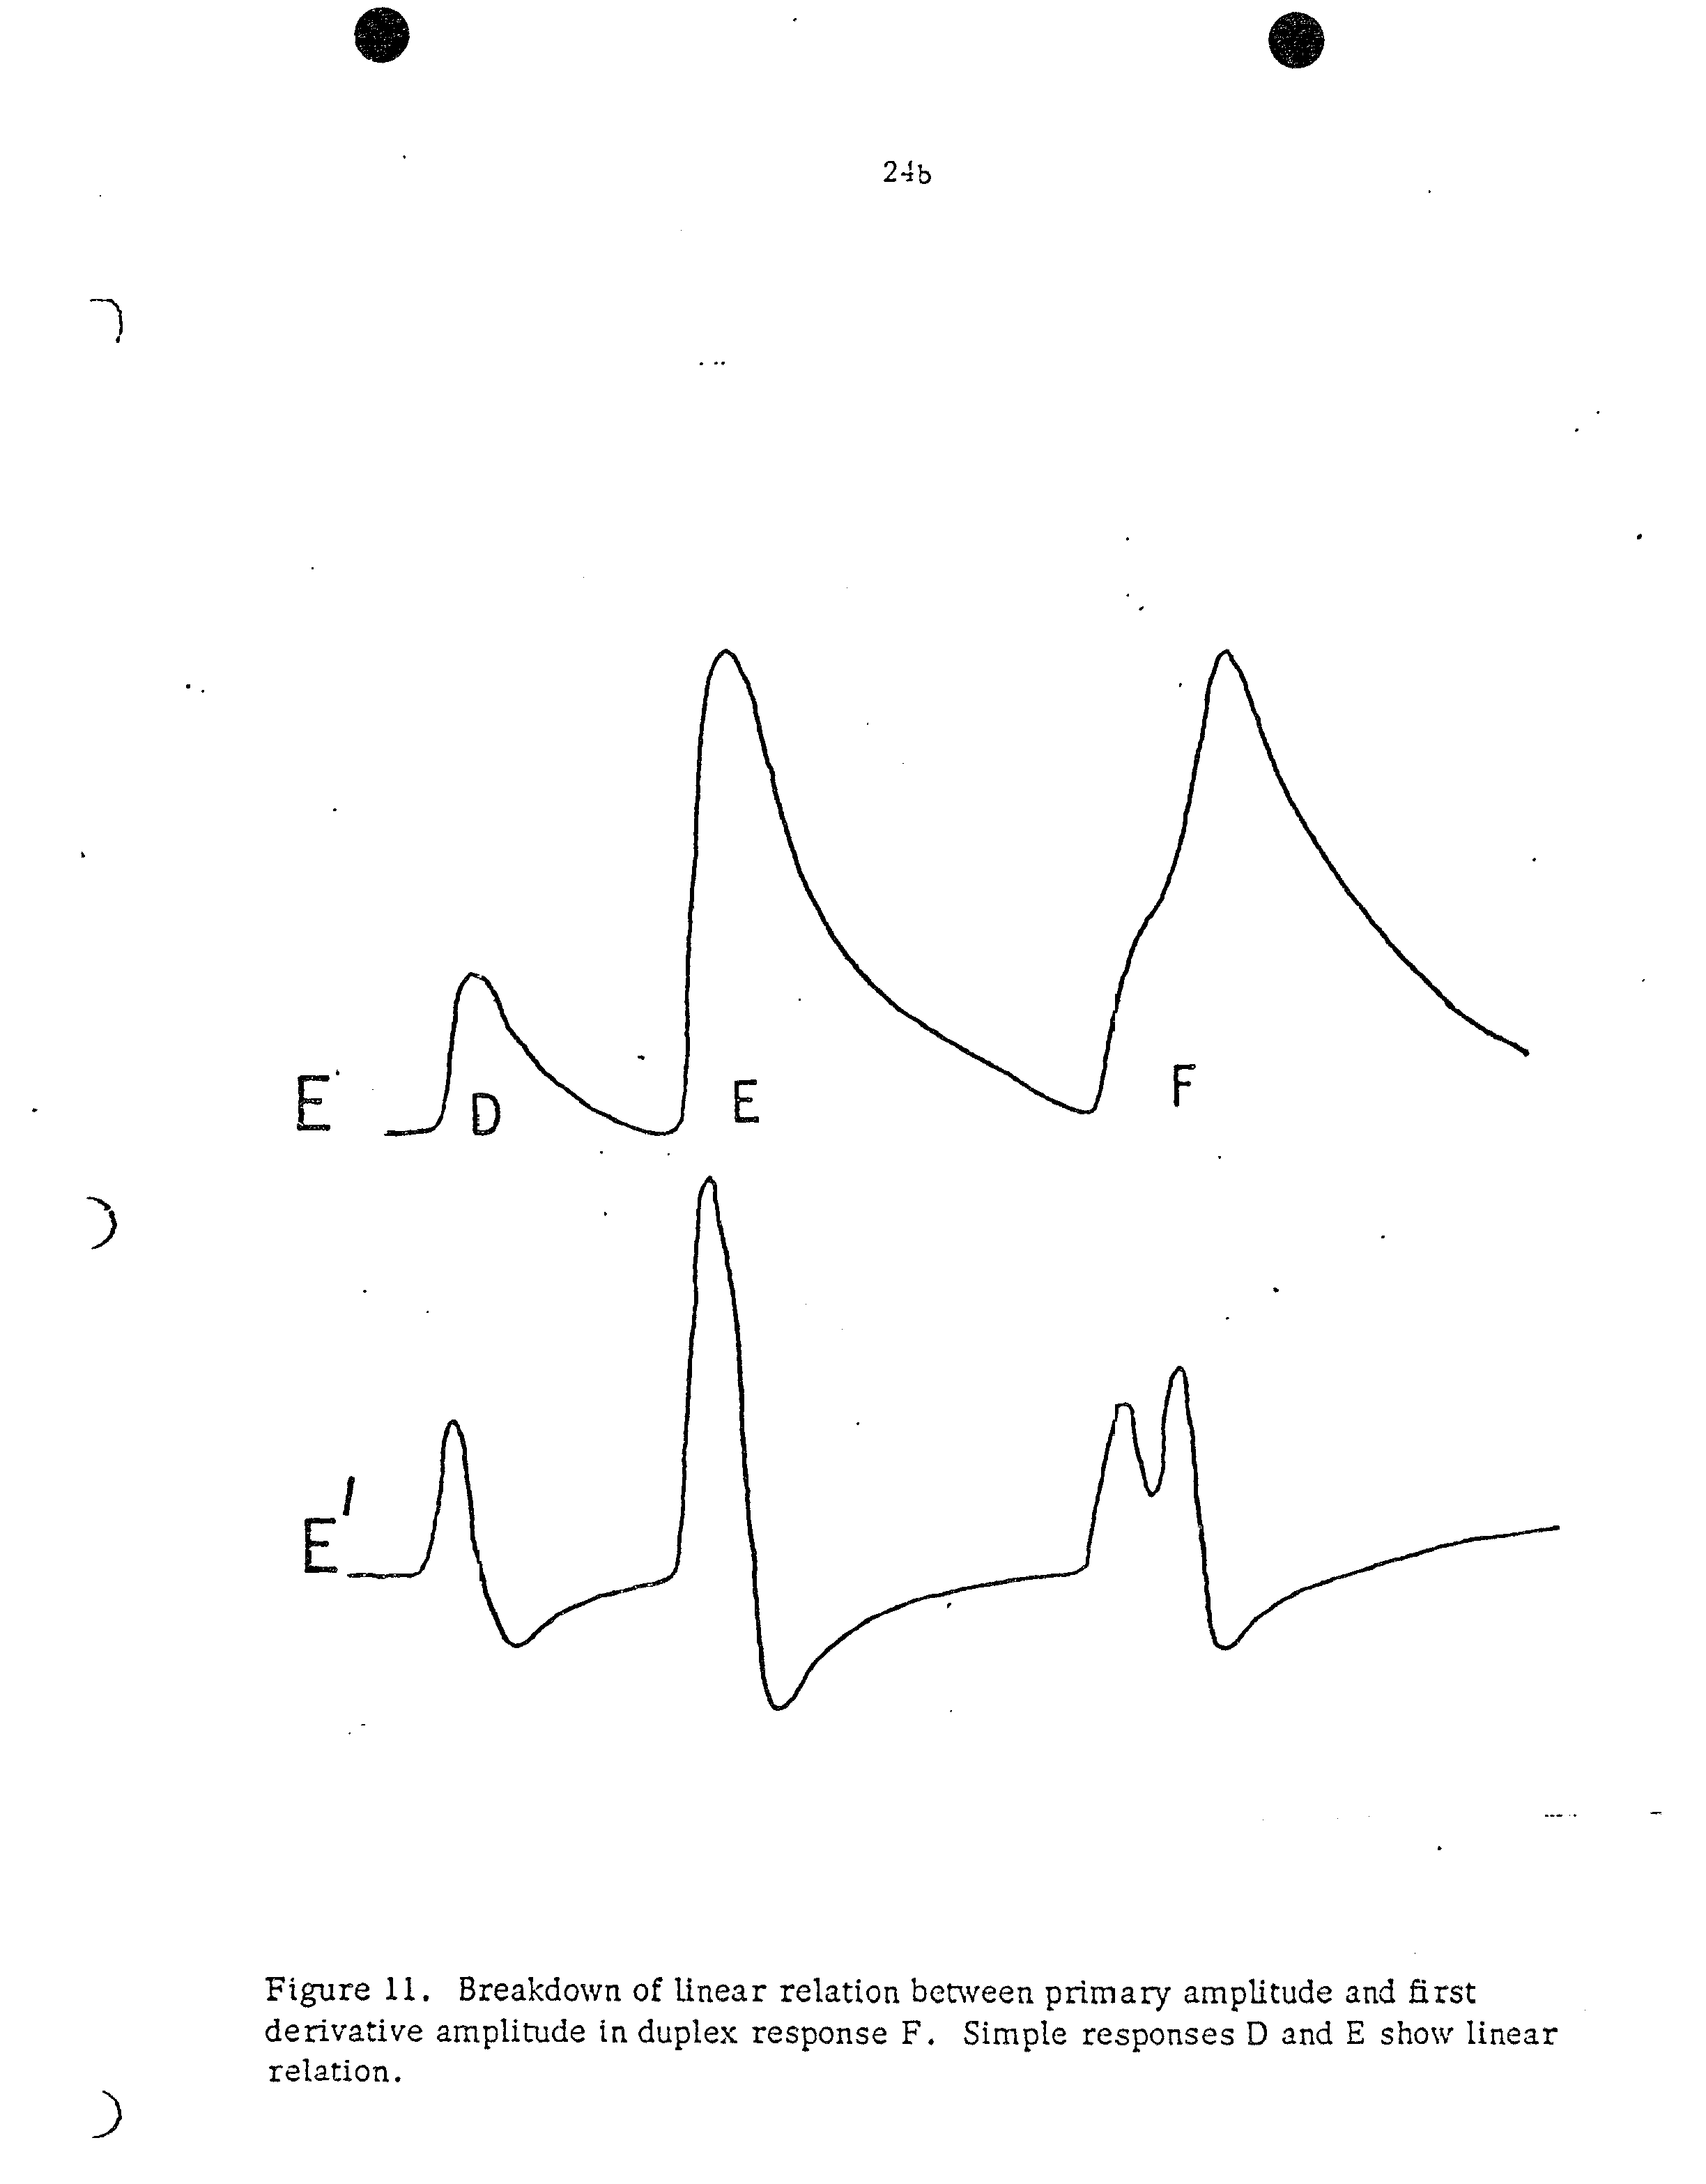 24b
E
D
E
F
E'
Figure 11. Breakdown of linear relation between primary amplitude and first
derivative amplitude in duplex response F. Simple responses D and E show linear
relation.